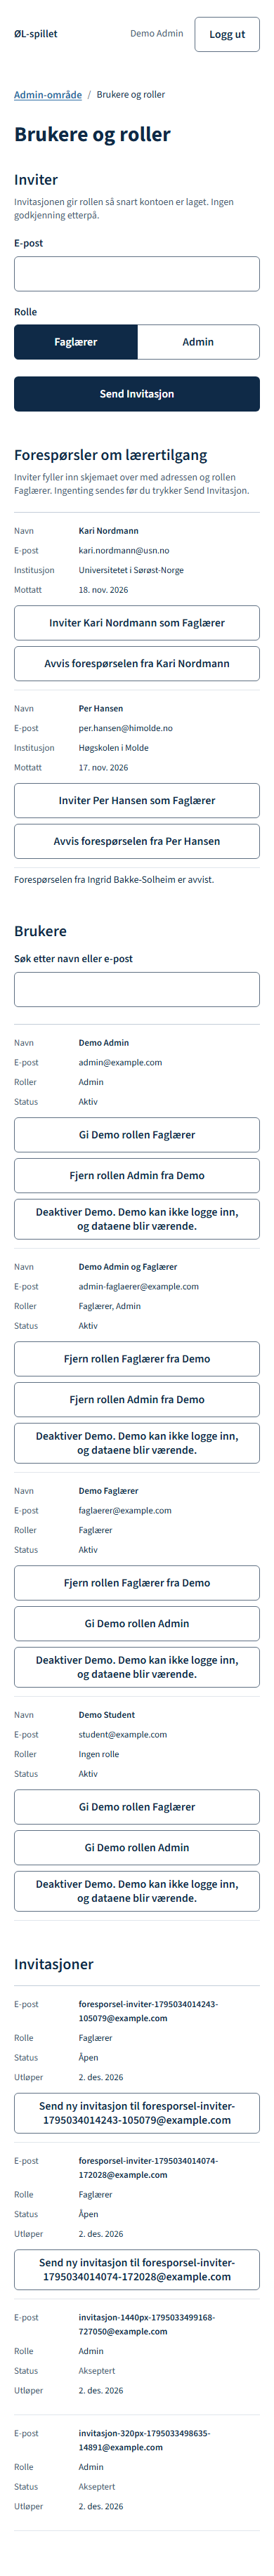 ØL-spillet
Demo Admin
Logg ut
Admin-område / Brukere og roller
Brukere og roller
Inviter
Invitasjonen gir rollen så snart kontoen er laget. Ingen
godkjenning etterpå.
E-post
Rolle
Faglærer
Admin
Send Invitasjon
Forespørsler om lærertilgang
Inviter fyller inn skjemaet over med adressen og rollen
Faglærer. Ingenting sendes før du trykker Send Invitasjon.
Navn Kari Nordmann
E-post kari.nordmann@usn.no
Institusjon Universitetet i Sørøst-Norge
Mottatt 18. nov. 2026
Inviter Kari Nordmann som Faglærer
Avvis forespørselen fra Kari Nordmann
Navn Per Hansen
E-post per.hansen@himolde.no
Institusjon Høgskolen i Molde
Mottatt 17. nov. 2026
Inviter Per Hansen som Faglærer
Avvis forespørselen fra Per Hansen
Forespørselen fra Ingrid Bakke-Solheim er avvist.
Brukere
Søk etter navn eller e-post
Navn Demo Admin
E-post admin@example.com
Roller Admin
Status Aktiv
Gi Demo rollen Faglærer
Fjern rollen Admin fra Demo
Deaktiver Demo. Demo kan ikke logge inn,
og dataene blir værende.
Navn Demo Admin og Faglærer
E-post admin-faglaerer@example.com
Roller Faglærer, Admin
Status Aktiv
Fjern rollen Faglærer fra Demo
Fjern rollen Admin fra Demo
Deaktiver Demo. Demo kan ikke logge inn,
og dataene blir værende.
Navn Demo Faglærer
E-post faglaerer@example.com
Roller Faglærer
Status Aktiv
Fjern rollen Faglærer fra Demo
Gi Demo rollen Admin
Deaktiver Demo. Demo kan ikke logge inn,
og dataene blir værende.
Navn Demo Student
E-post student@example.com
Roller Ingen rolle
Status Aktiv
Gi Demo rollen Faglærer
Gi Demo rollen Admin
Deaktiver Demo. Demo kan ikke logge inn,
og dataene blir værende.
Invitasjoner
E-post foresporsel-inviter-1795034014243-
105079@example.com
Rolle Faglærer
Status Åpen
Utløper 2. des. 2026
Send ny invitasjon til foresporsel-inviter-
1795034014243-105079@example.com
E-post foresporsel-inviter-1795034014074-
172028@example.com
Rolle Faglærer
Status Åpen
Utløper 2. des. 2026
Send ny invitasjon til foresporsel-inviter-
1795034014074-172028@example.com
E-post invitasjon-1440px-1795033499168-
727050@example.com
Rolle Admin
Status Akseptert
Utløper 2. des. 2026
E-post invitasjon-320px-1795033498635-
14891@example.com
Rolle Admin
Status Akseptert
Utløper 2. des. 2026